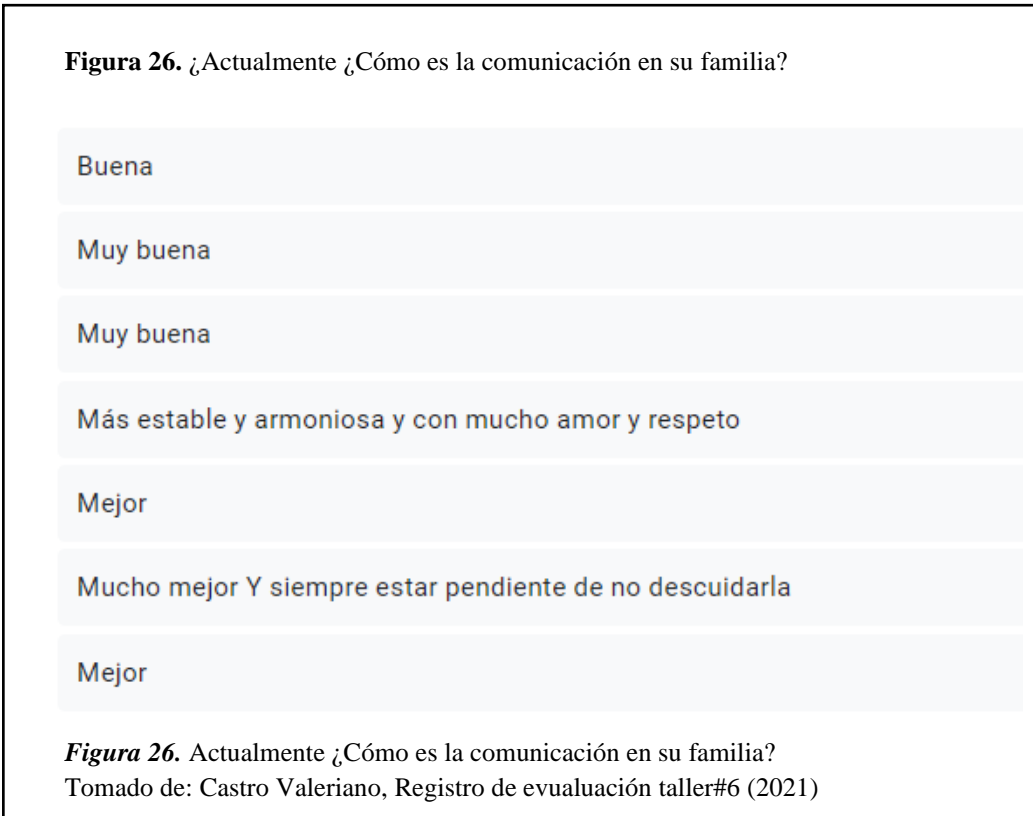 Figura 26. ¿Actualmente ¿Cómo es la comunicación en su familia?
Buena
Muy buena
Muy buena
Más estable y armoniosa y con mucho amor y respeto
Mejor
Mucho mejor Y siempre estar pendiente de no descuidarla
Mejor
Figura 26. Actualmente ¿Cómo es la comunicación en su familia?
Tomado de: Castro Valeriano, Registro de evualuación taller#6 (2021)